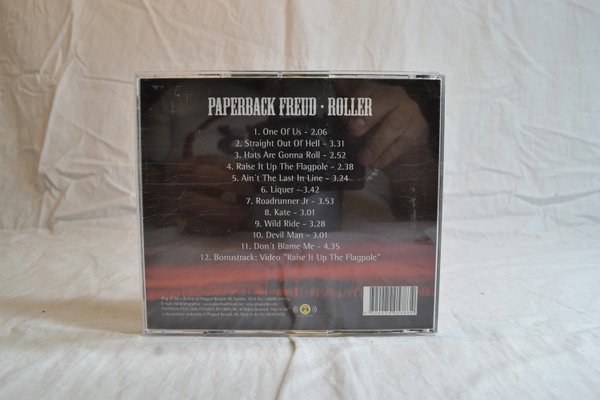 PAPERBACK FREUD · ROLLER
1. One Of Us - 2.06
2. Straight Out Of Hell - 3.31
3. Hats Are Gonna Roll - 2.52
4. Raise It Up The Flagpole - 2.38
5. Ain´t The Last In Line - 3.24
6. Liquer - 3.42
7. Roadrunner Jr - 3.53
8. Kate - 3.01
9. Wild Ride - 3.28
10. Devil Man - 3.01
11. Don´t Blame Me - 4.35
12. Bonustrack: Video "Raise It Up The Flagpole"